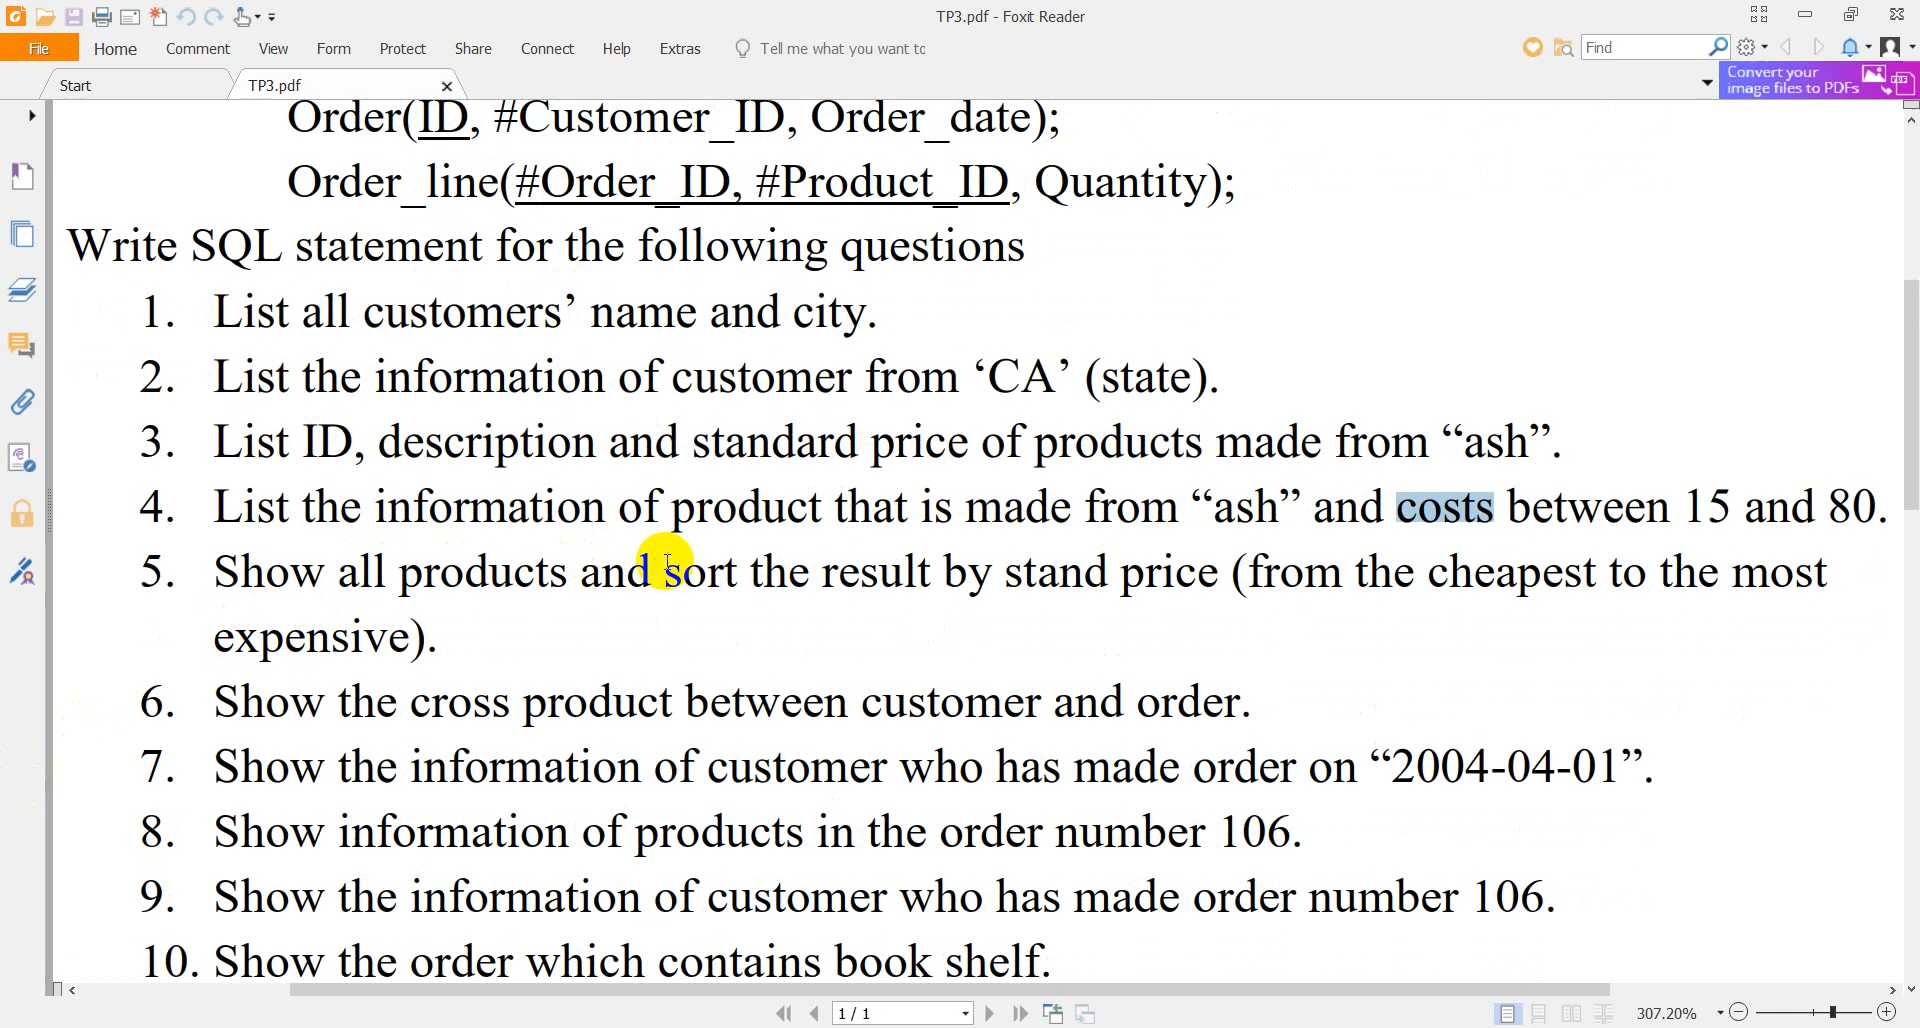 TP3.pdf - Foxit Reader
File Home Comment View Form Protect Share Connect Help Extras Tell me what you want to Find
Start TP3.pdf
Convert your
image files to PDFs
Order(ID, #Customer_ID, Order_date);
Order_line(#Order_ID, #Product_ID, Quantity);
Write SQL statement for the following questions
1. List all customers’ name and city.
2. List the information of customer from ‘CA’ (state).
3. List ID, description and standard price of products made from “ash”.
4. List the information of product that is made from “ash” and costs between 15 and 80.
5. Show all products and sort the result by stand price (from the cheapest to the most
expensive).
6. Show the cross product between customer and order.
7. Show the information of customer who has made order on “2004-04-01”.
8. Show information of products in the order number 106.
9. Show the information of customer who has made order number 106.
10. Show the order which contains book shelf.
1 / 1 307.20%